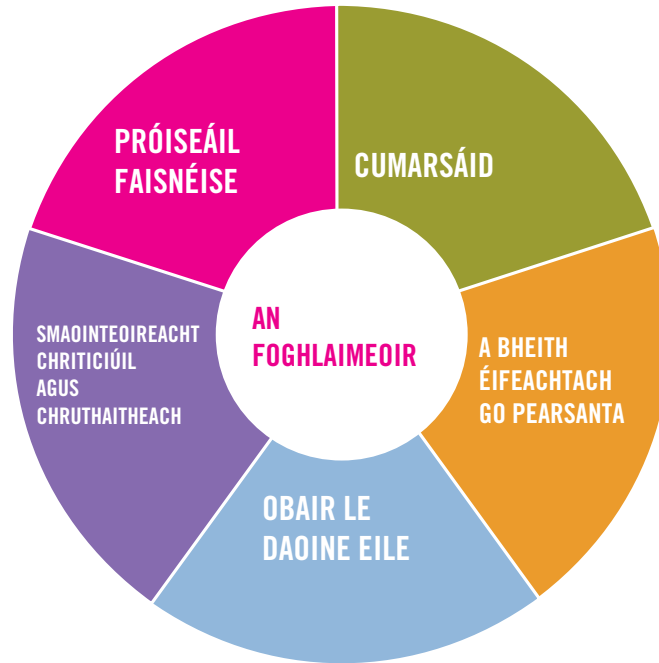 PRÓISEÁIL
FAISNÉISE
CUMARSÁID
AN
FOGHLAIMEOIR
SMAOINTEOIREACHT
CHRITICIÚIL
AGUS
CHRUTHAITHEACH
A BHEITH
ÉIFEACHTACH
GO PEARSANTA
OBAIR LE
DAOINE EILE